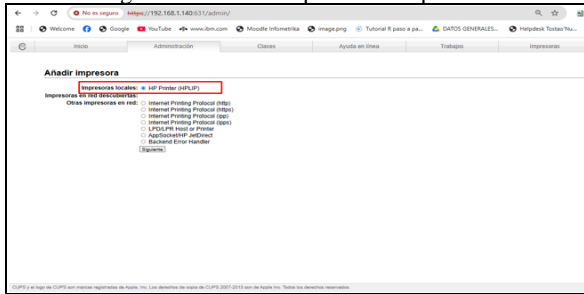 No es seguro https://192.168.1.140:631/admin/
Welcome Google YouTube www.ibm.com Moodle Infometrika image.png Tutorial R paso a pa... DATOS GENERALES... Helpdesk Textec'Nu...
Inicio Administración Clases Ayuda en línea Trabajos Impresoras
Añadir impresora
Impresoras locales: HP Printer (HPLIP)
Impresoras en red descubiertas:
Otras impresoras en red: Internet Printing Protocol (http)
Internet Printing Protocol (https)
Internet Printing Protocol (ipp)
Internet Printing Protocol (ipps)
LPD/LPR Host or Printer
AppSocket/HP JetDirect
Backend Error Handler
Siguiente
CUPS y el logo de CUPS son marcas registradas de Apple, Inc. Los derechos de copia de CUPS 2007-2013 son de Apple Inc. Todos los derechos reservados.